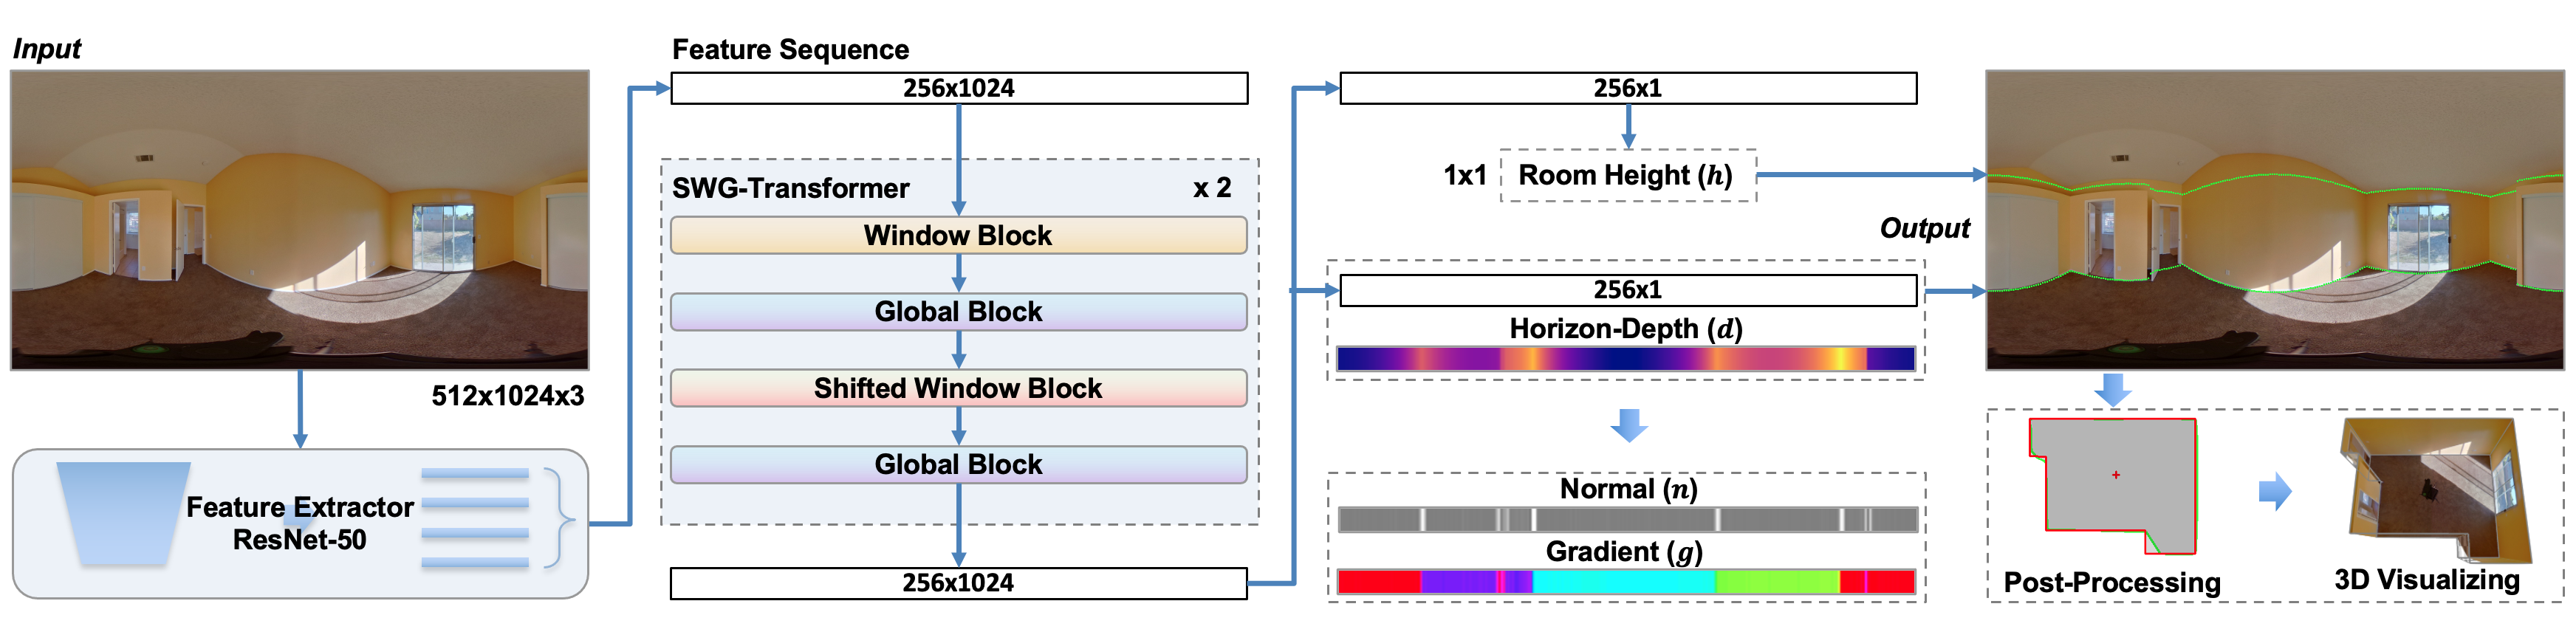 Input
512x1024x3
Feature Extractor
ResNet-50
Feature Sequence
256x1024
SWG-Transformer
x 2
Window Block
Global Block
Shifted Window Block
Global Block
256x1024
256x1
1x1
Room Height (h)
256x1
Horizon-Depth (d)
Normal (n)
Gradient (g)
Output
Post-Processing
3D Visualizing